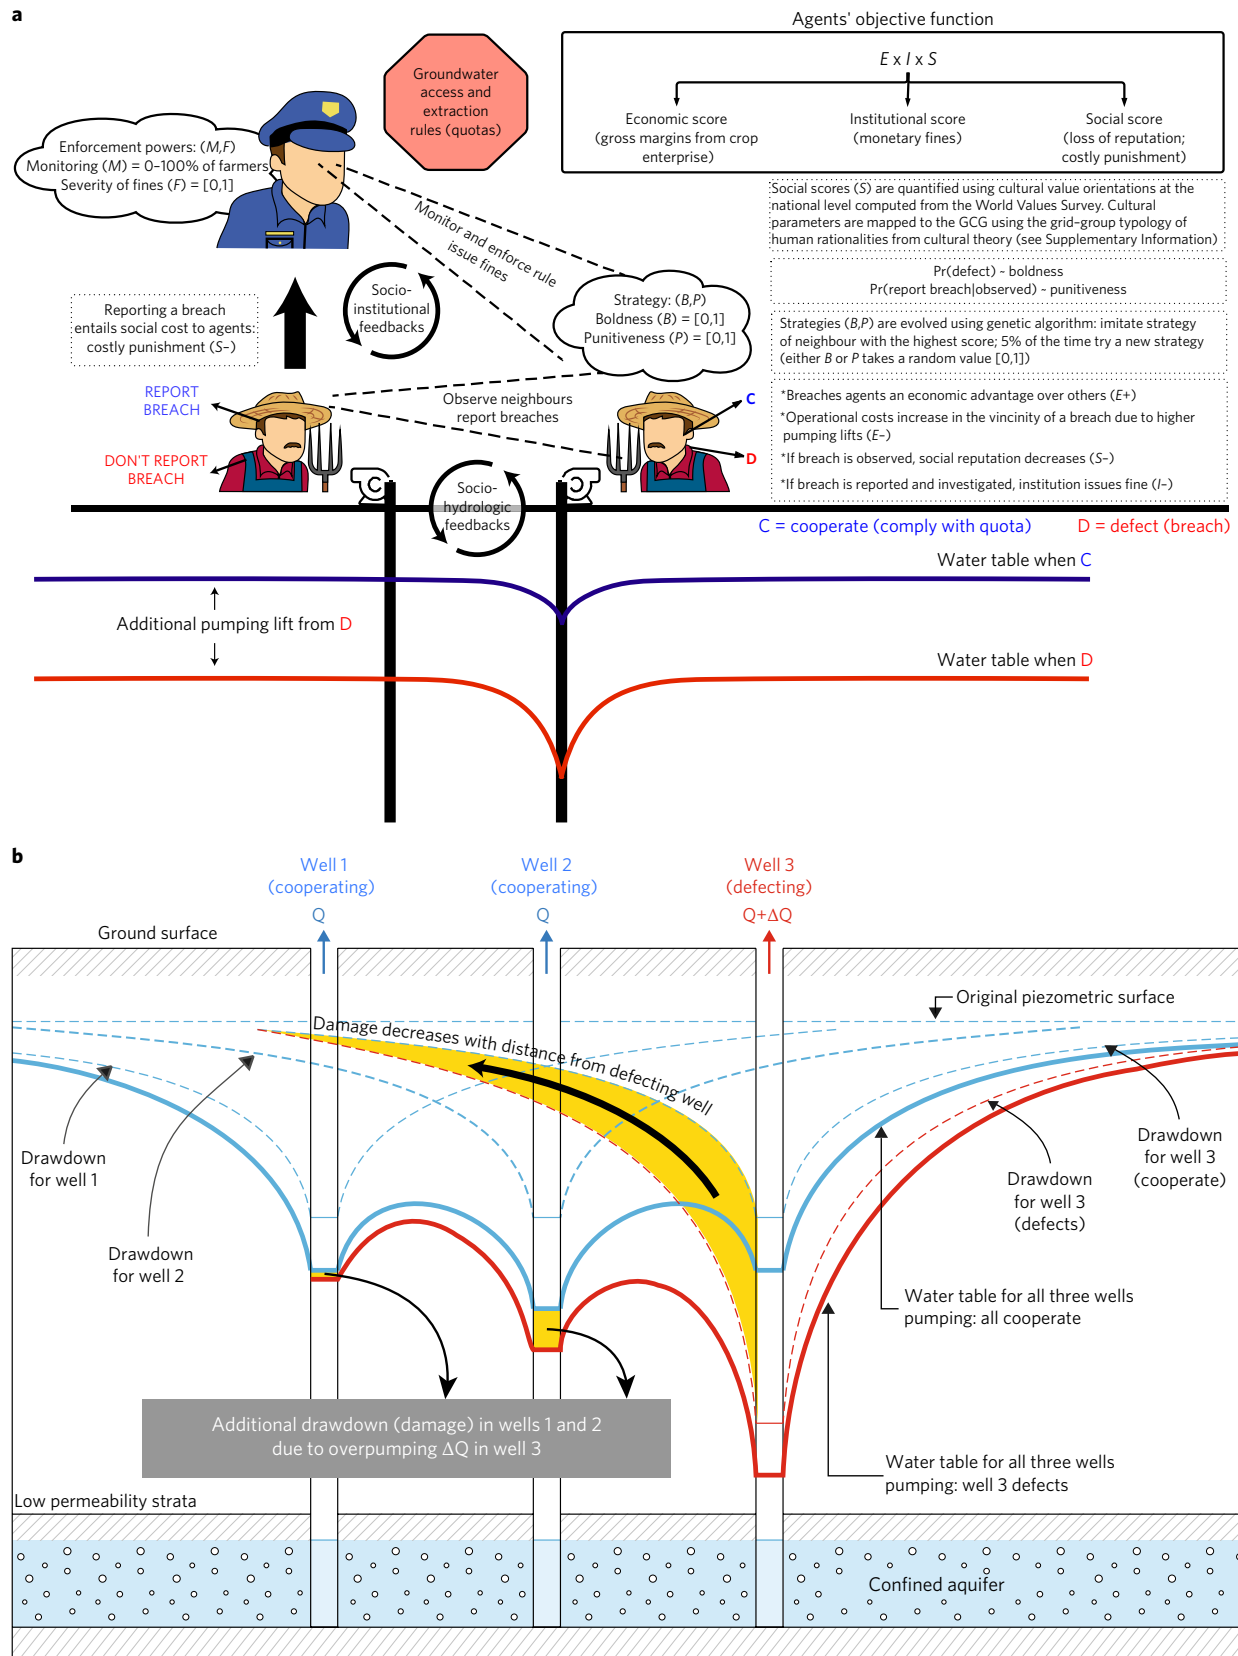 a
Agents' objective function
E x I x S
Economic score
(gross margins from crop
enterprise)
Institutional score
(monetary fines)
Social score
(loss of reputation;
costly punishment)
Groundwater
access and
extraction
rules (quotas)
Enforcement powers: (M,F)
Monitoring (M) = 0–100% of farmers
Severity of fines (F) = [0,1]
Monitor and enforce rule
issue fines
Social scores (S) are quantified using cultural value orientations at the
national level computed from the World Values Survey. Cultural
parameters are mapped to the GCG using the grid–group typology of
human rationalities from cultural theory (see Supplementary Information)
Pr(defect) ~ boldness
Pr(report breach|observed) ~ punitiveness
Strategies (B,P) are evolved using genetic algorithm: imitate strategy
of neighbour with the highest score; 5% of the time try a new strategy
(either B or P takes a random value [0,1])
*Breaches agents an economic advantage over others (E+)
*Operational costs increase in the vincinity of a breach due to higher
pumping lifts (E–)
*If breach is observed, social reputation decreases (S–)
*If breach is reported and investigated, institution issues fine (I–)
Reporting a breach
entails social cost to agents:
costly punishment (S–)
Socio-
institutional
feedbacks
Strategy: (B,P)
Boldness (B) = [0,1]
Punitiveness (P) = [0,1]
REPORT
BREACH
DON'T REPORT
BREACH
Observe neighbours
report breaches
C
D
Socio-
hydrologic
feedbacks
C = cooperate (comply with quota)
D = defect (breach)
Water table when C
Additional pumping lift from D
Water table when D
b
Well 1
(cooperating)
Q
Well 2
(cooperating)
Q
Well 3
(defecting)
Q+ΔQ
Ground surface
Original piezometric surface
Damage decreases with distance from defecting well
Drawdown
for well 1
Drawdown
for well 2
Drawdown
for well 3
(cooperate)
Drawdown
for well 3
(defects)
Water table for all three wells
pumping: all cooperate
Additional drawdown (damage) in wells 1 and 2
due to overpumping ΔQ in well 3
Water table for all three wells
pumping: well 3 defects
Low permeability strata
Confined aquifer